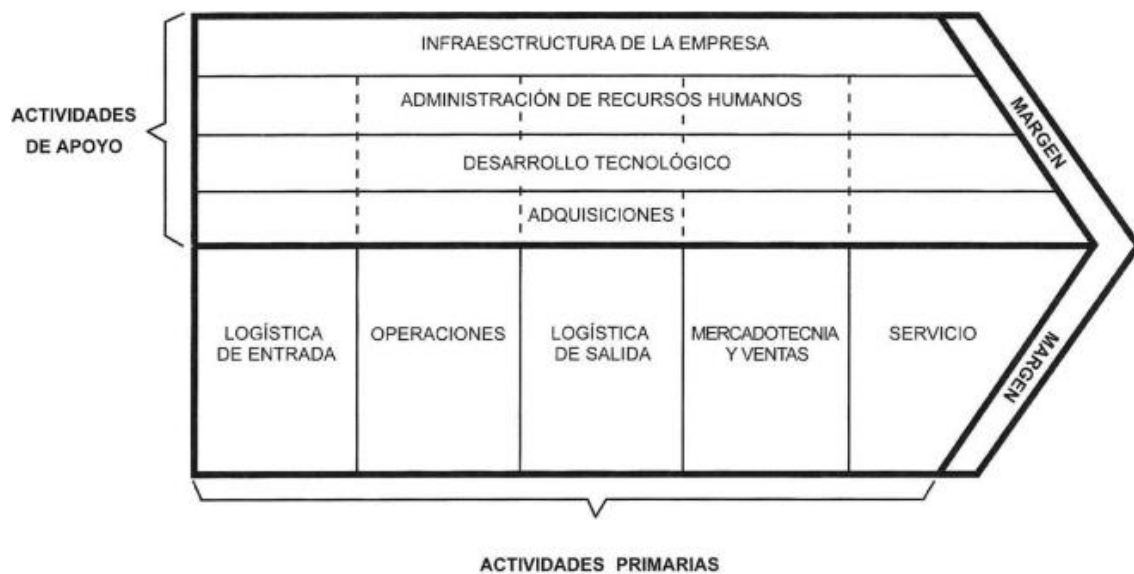 INFRAESCTRUCTURA DE LA EMPRESA
ADMINISTRACIÓN DE RECURSOS HUMANOS
DESARROLLO TECNOLÓGICO
ADQUISICIONES
ACTIVIDADES
DE APOYO
MARGEN
LOGÍSTICA
DE ENTRADA
OPERACIONES
LOGÍSTICA
DE SALIDA
MERCADOTECNIA
Y VENTAS
SERVICIO
MARGEN
ACTIVIDADES PRIMARIAS